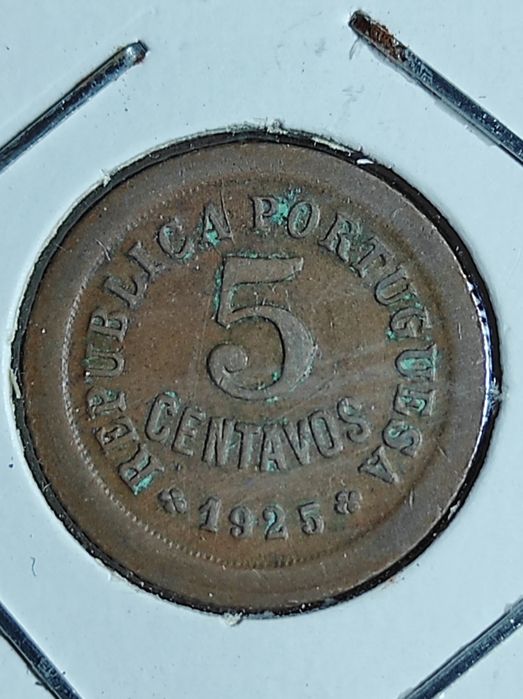 REPUBLICA PORTUGUESA
5
CENTAVOS
* 1925 *